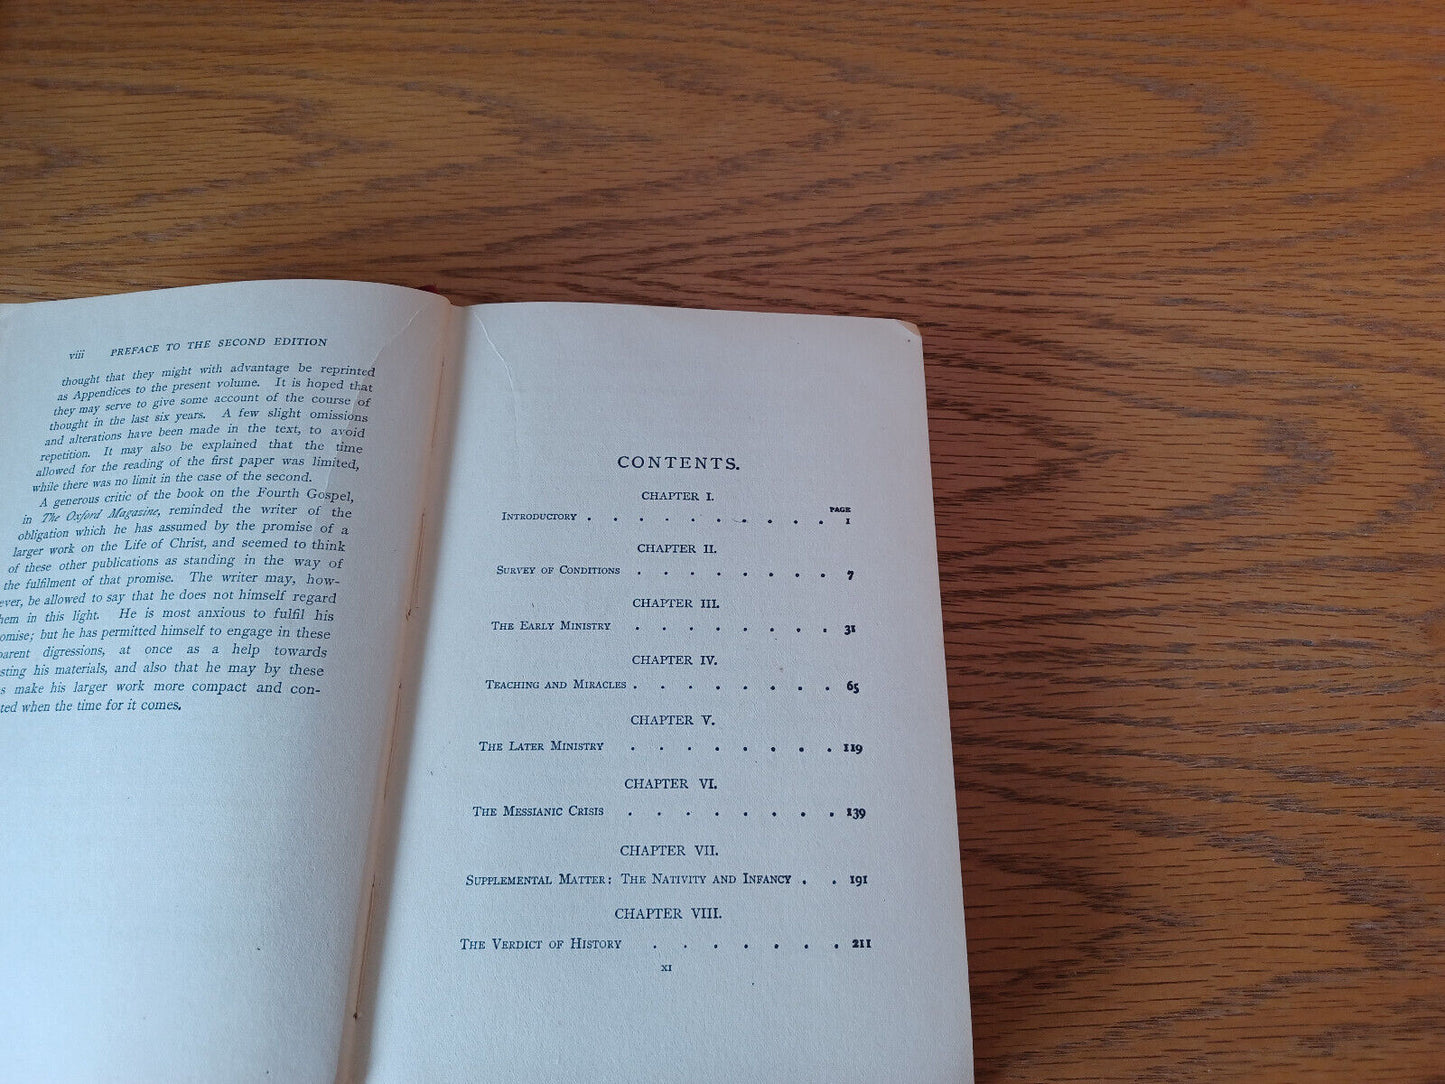 viii PREFACE TO THE SECOND EDITION
thought that they might with advantage be reprinted
as Appendices to the present volume. It is hoped that
they may serve to give some account of the course of
thought in the last six years. A few slight omissions
and alterations have been made in the text, to avoid
repetition. It may also be explained that the time
allowed for the reading of the first paper was limited,
while there was no limit in the case of the second.
A generous critic of the book on the Fourth Gospel,
in The Oxford Magazine, reminded the writer of the
obligation which he has assumed by the promise of a
larger work on the Life of Christ, and seemed to think
of these other publications as standing in the way of
the fulfilment of that promise. The writer may, how-
ever, be allowed to say that he does not himself regard
hem in this light. He is most anxious to fulfil his
omise; but he has permitted himself to engage in these
parent digressions, at once as a help towards
sting his materials, and also that he may by these
s make his larger work more compact and con-
ted when the time for it comes.
CONTENTS.
CHAPTER I.
PAGE
INTRODUCTORY . . . . . . . . . . 1
CHAPTER II.
SURVEY OF CONDITIONS . . . . . . . . 7
CHAPTER III.
THE EARLY MINISTRY . . . . . . . . 31
CHAPTER IV.
TEACHING AND MIRACLES . . . . . . . . 65
CHAPTER V.
THE LATER MINISTRY . . . . . . . . 119
CHAPTER VI.
THE MESSIANIC CRISIS . . . . . . . . 139
CHAPTER VII.
SUPPLEMENTAL MATTER: THE NATIVITY AND INFANCY . . 191
CHAPTER VIII.
THE VERDICT OF HISTORY . . . . . . . 211
XI